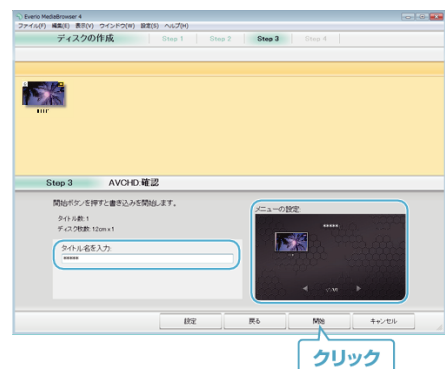 Everio MediaBrowser 4
ファイル(F) 編集(E) 表示(V) ウインドウ(W) 設定(S) ヘルプ(H)
ディスクの作成 Step 1 Step 2 Step 3 Step 4
Step 3 AVCHD:確認
開始ボタンを押すと書き込みを開始します。
タイトル数:1
ディスク枚数: 12cm x 1
タイトル名を入力:
*****
メニューの設定:
*****
設定 戻る 開始 キャンセル
クリック